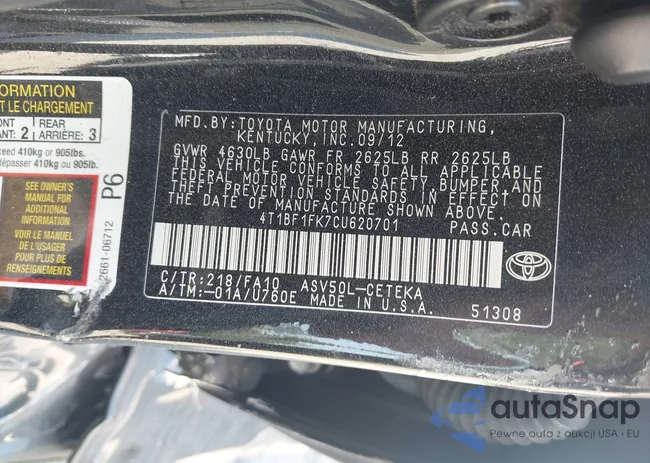 ORMATION
T LE CHARGEMENT
ONT
ANT 2
REAR
ARRIÈRE: 3
ceed 410kg or 905lbs.
dépasser 410kg ou 905lb.
SEE OWNER'S
MANUAL FOR
ADDITIONAL
INFORMATION
VOIR LE MANUEL
DE L'USAGER
POUR PLUS DE
RENSEIGNEMENTS
P6
2661-06712
MFD.BY:TOYOTA MOTOR MANUFACTURING,
KENTUCKY, INC.09/12
GVWR 4630LB GAWR FR 2625LB RR 2625LB
THIS VEHICLE CONFORMS TO ALL APPLICABLE
FEDERAL MOTOR VEHICLE SAFETY,BUMPER,AND
THEFT PREVENTION STANDARDS IN EFFECT ON
THE DATE OF MANUFACTURE SHOWN ABOVE.
4T1BF1FK7CU620701 PASS.CAR
C/TR:218/FA10 ASV50L-CETEKA
A/TM:-01A/U760E MADE IN U.S.A. 51308
autoSnap
Pewne auta z aukcji USA i EU